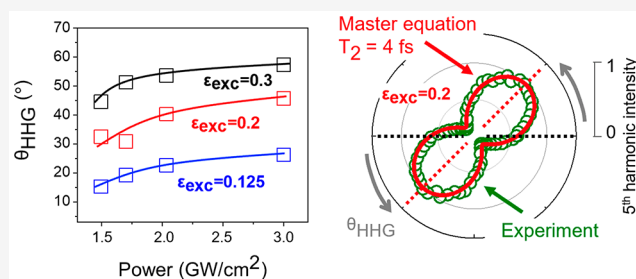 70
60
50
40
30
20
10
θHHG (°)
εexc=0.3
εexc=0.2
εexc=0.125
1.5 2.0 2.5 3.0
Power (GW/cm²)
Master equation
T₂ = 4 fs
εexc=0.2
1
0
5th harmonic intensity
θHHG
Experiment